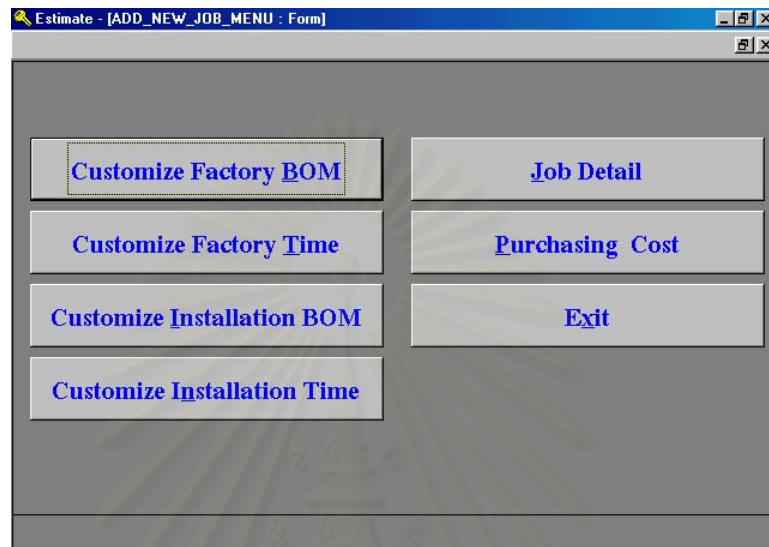 Estimate - [ADD_NEW_JOB_MENU : Form]
Customize Factory BOM
Customize Factory Time
Customize Installation BOM
Customize Installation Time
Job Detail
Purchasing Cost
Exit